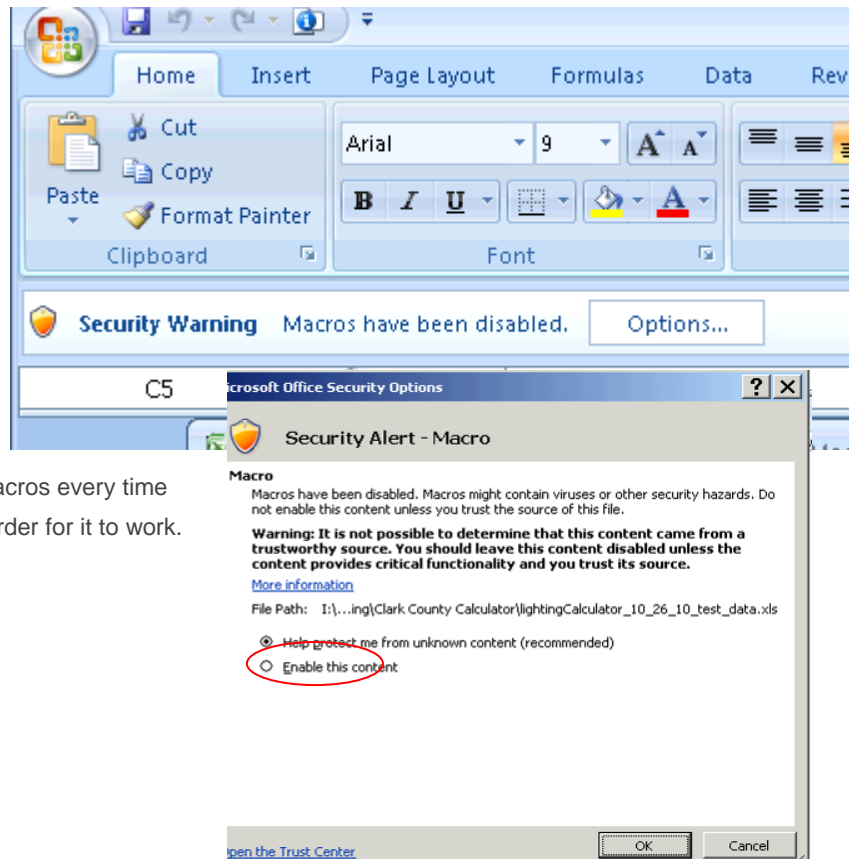 Home Insert Page Layout Formulas Data Rev
Cut
Copy
Paste
Format Painter
Clipboard
Arial 9 A A
B I U A
Font
Security Warning Macros have been disabled. Options...
C5
icrosoft Office Security Options
Security Alert - Macro
acros every time
rder for it to work.
Macro
Macros have been disabled. Macros might contain viruses or other security hazards. Do
not enable this content unless you trust the source of this file.
Warning: It is not possible to determine that this content came from a
trustworthy source. You should leave this content disabled unless the
content provides critical functionality and you trust its source.
More information
File Path: I:\...ing\Clark County Calculator\lightingCalculator_10_26_10_test_data.xls
Help protect me from unknown content (recommended)
Enable this content
pen the Trust Center
OK Cancel